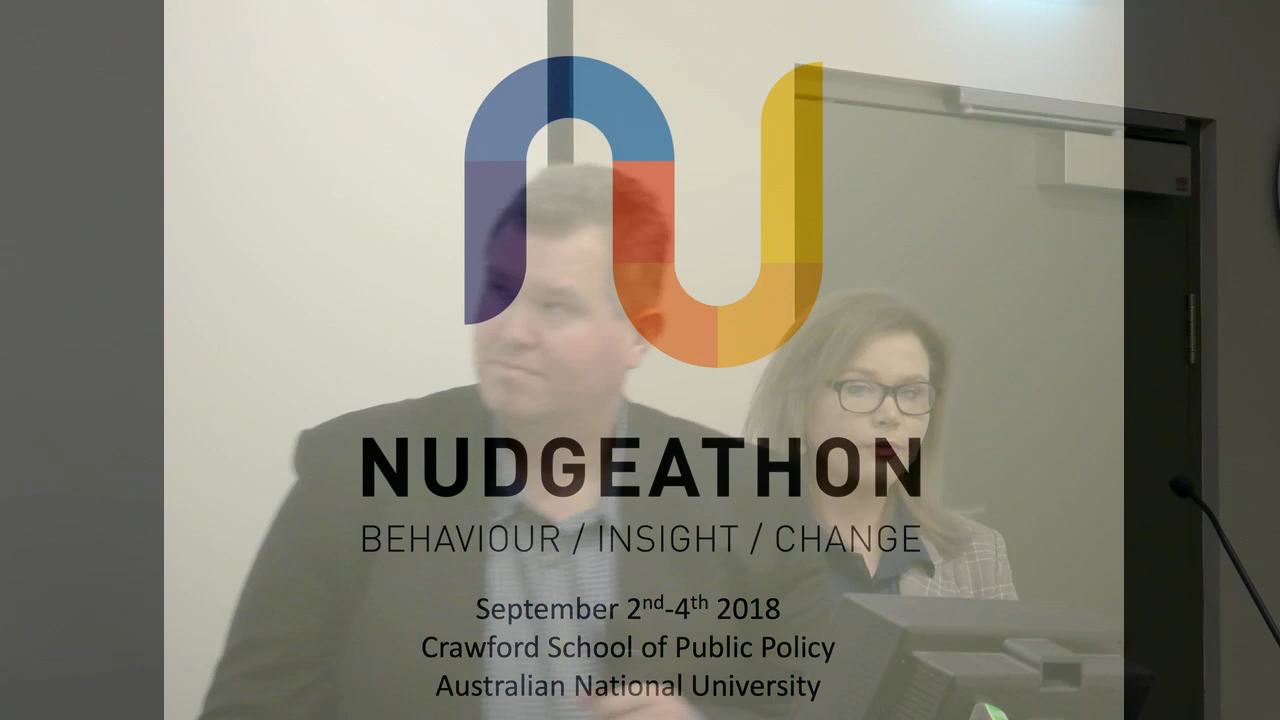 NUDGEATHON
BEHAVIOUR / INSIGHT / CHANGE
September 2nd-4th 2018
Crawford School of Public Policy
Australian National University